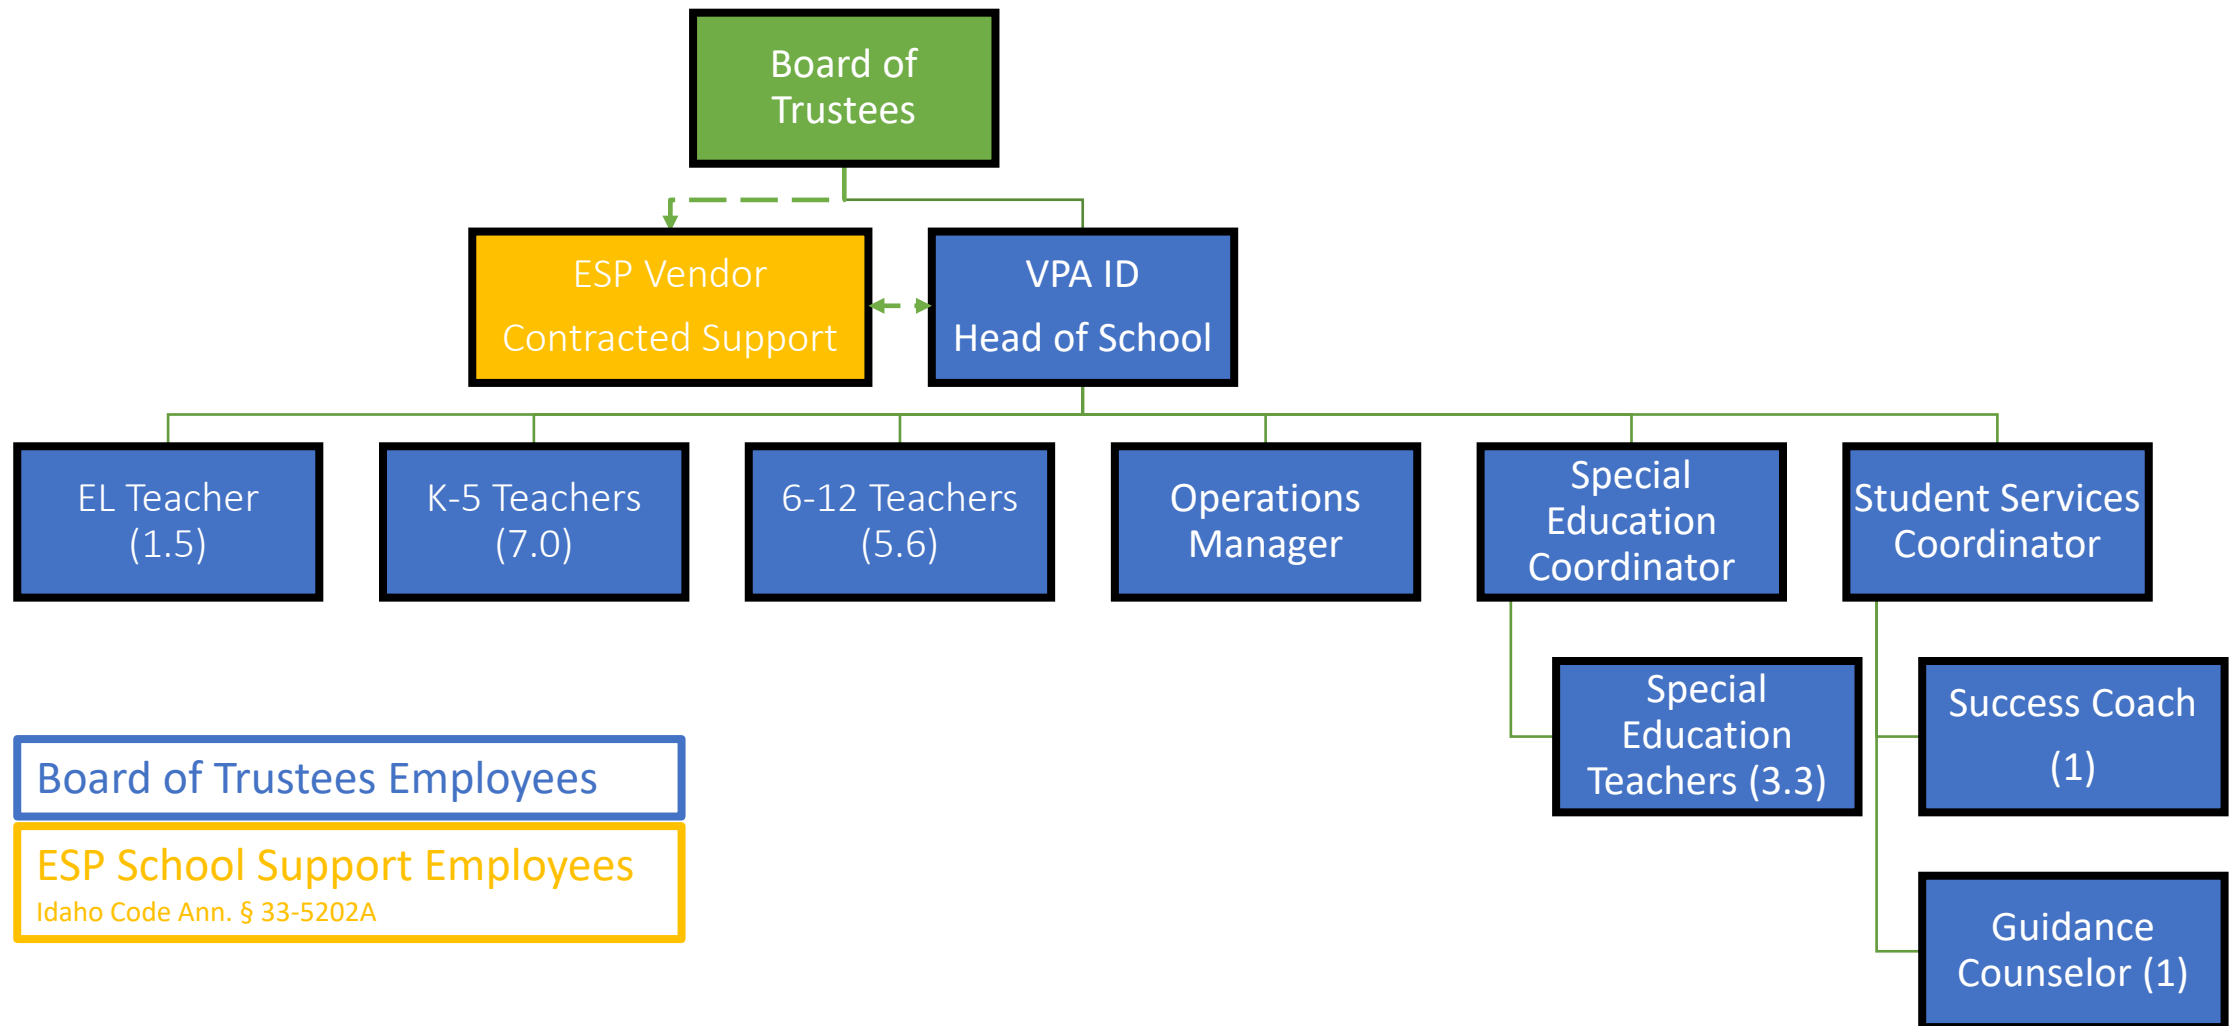 Board of
Trustees
ESP Vendor
Contracted Support
VPA ID
Head of School
EL Teacher
(1.5)
K-5 Teachers
(7.0)
6-12 Teachers
(5.6)
Operations
Manager
Special
Education
Coordinator
Student Services
Coordinator
Special
Education
Teachers (3.3)
Success Coach
(1)
Guidance
Counselor (1)
Board of Trustees Employees
ESP School Support Employees
Idaho Code Ann. § 33-5202A